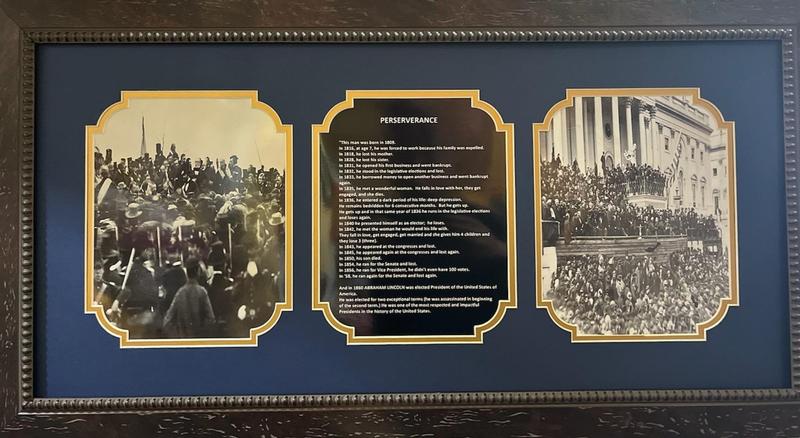 PERSERVERANCE
"This man was born in 1809.
In 1816, at age 7, he was forced to work because his family was expelled.
In 1818, he lost his mother.
In 1828, he lost his sister.
In 1831, he opened his first business and went bankrupt.
In 1832, he stood in the legislative elections and lost.
In 1833, he borrowed money to open another business and went bankrupt
again.
In 1835, he met a wonderful woman.  He falls in love with her, they get
engaged, and she dies.
In 1836, he entered a dark period of his life: deep depression.
He remains bedridden for 6 consecutive months.  But he gets up.
He gets up and in that same year of 1836 he runs in the legislative elections
and loses again.
In 1840 he presented himself as an elector;  he loses.
In 1842, he met the woman he would end his life with.
They fall in love, get engaged, get married and she gives him 4 children and
they lose 3 (three).
In 1843, he appeared at the congress and lost.
In 1845, he appeared again at the congress and lost again.
In 1850, his son died.
In 1854, he ran for the Senate and lost.
In 1856, he ran for Vice President, he didn't even have 100 votes.
In '58, he ran again for the Senate and lost again.
And in 1860 ABRAHAM LINCOLN was elected President of the United States of
America.
He was elected for two exceptional terms (he was assassinated in beginning
of the second term.) He was one of the most respected and impactful
Presidents in the history of the United States.